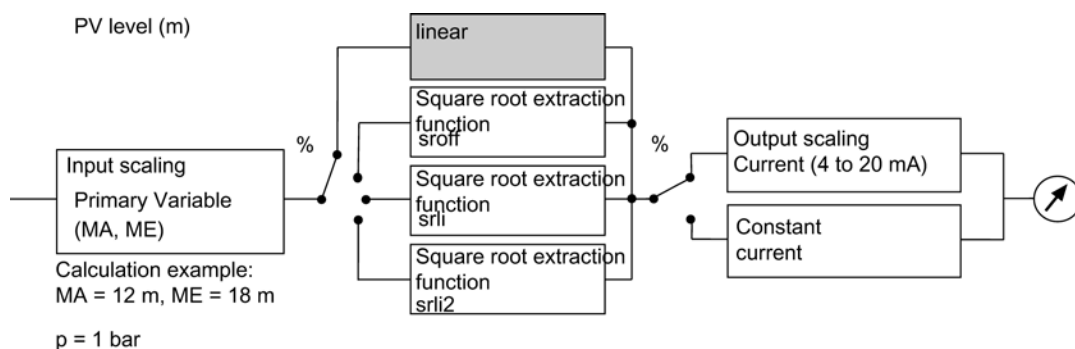 PV level (m)
linear
Square root extraction
function
sroff
%
%
Input scaling
Primary Variable
(MA, ME)
Square root extraction
function
srli
Output scaling
Current (4 to 20 mA)
Constant
current
Square root extraction
function
srli2
Calculation example:
MA = 12 m, ME = 18 m
p = 1 bar